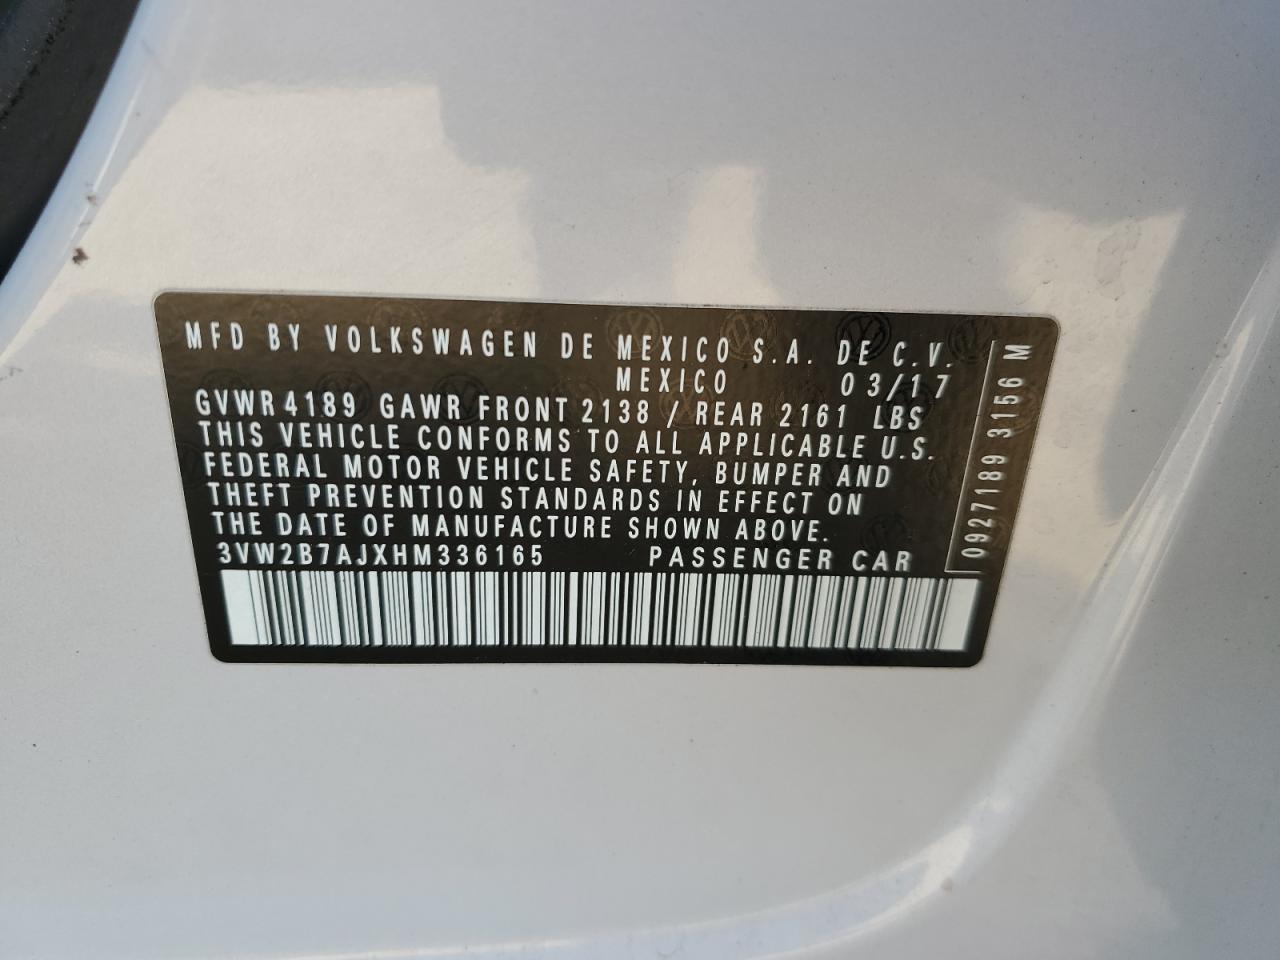 MFD BY VOLKSWAGEN DE MEXICO S.A. DE C.V.
MEXICO 03/17
GVWR 4189 GAWR FRONT 2138 / REAR 2161 LBS
THIS VEHICLE CONFORMS TO ALL APPLICABLE U.S.
FEDERAL MOTOR VEHICLE SAFETY, BUMPER AND
THEFT PREVENTION STANDARDS IN EFFECT ON
THE DATE OF MANUFACTURE SHOWN ABOVE.
3VW2B7AJXHM336165 PASSENGER CAR
0927189 3156 M